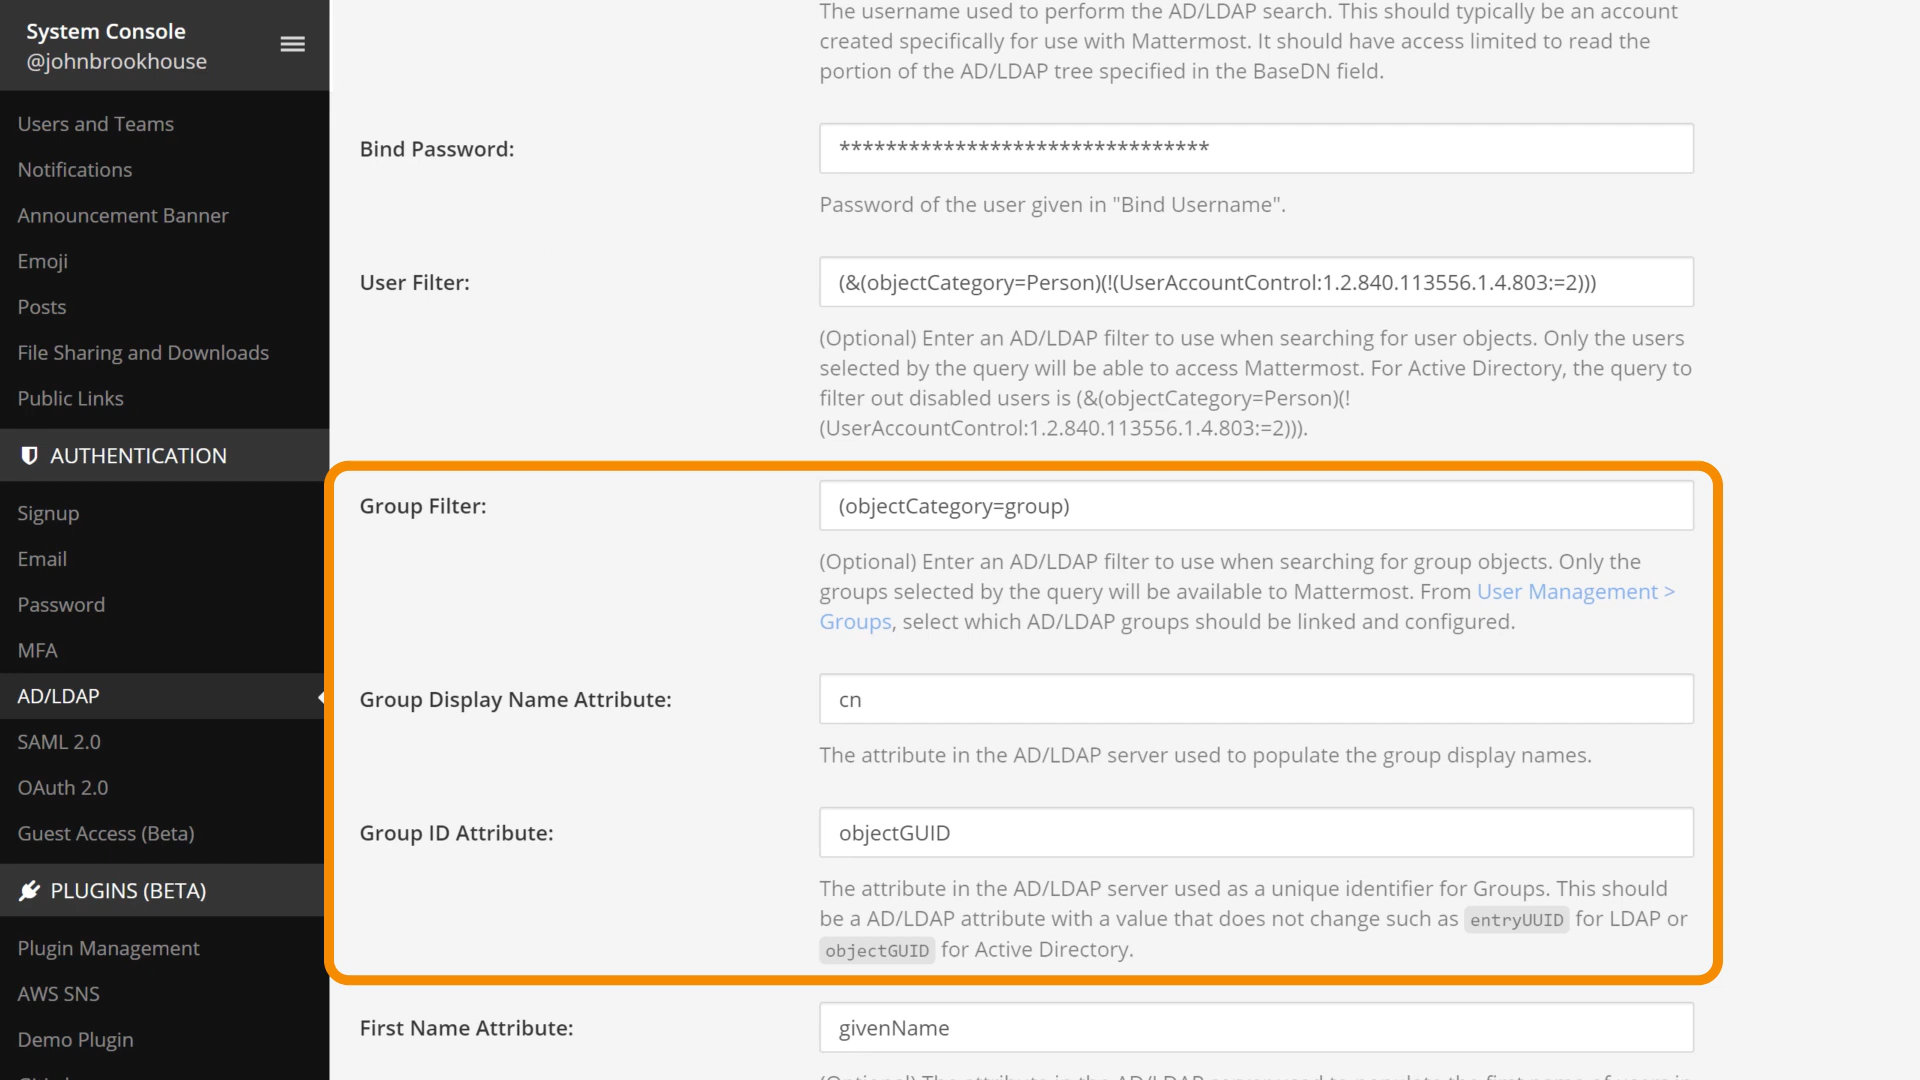 System Console
@johnbrookhouse
Users and Teams
Notifications
Announcement Banner
Emoji
Posts
File Sharing and Downloads
Public Links
AUTHENTICATION
Signup
Email
Password
MFA
AD/LDAP
SAML 2.0
OAuth 2.0
Guest Access (Beta)
PLUGINS (BETA)
Plugin Management
AWS SNS
Demo Plugin
The username used to perform the AD/LDAP search. This should typically be an account
created specifically for use with Mattermost. It should have access limited to read the
portion of the AD/LDAP tree specified in the BaseDN field.
Bind Password:
********************************
Password of the user given in "Bind Username".
User Filter:
(&(objectCategory=Person)(!(UserAccountControl:1.2.840.113556.1.4.803:=2)))
(Optional) Enter an AD/LDAP filter to use when searching for user objects. Only the users
selected by the query will be able to access Mattermost. For Active Directory, the query to
filter out disabled users is (&(objectCategory=Person)(!
(UserAccountControl:1.2.840.113556.1.4.803:=2))).
Group Filter:
(objectCategory=group)
(Optional) Enter an AD/LDAP filter to use when searching for group objects. Only the
groups selected by the query will be available to Mattermost. From User Management >
Groups, select which AD/LDAP groups should be linked and configured.
Group Display Name Attribute:
cn
The attribute in the AD/LDAP server used to populate the group display names.
Group ID Attribute:
objectGUID
The attribute in the AD/LDAP server used as a unique identifier for Groups. This should
be a AD/LDAP attribute with a value that does not change such as entryUUID for LDAP or
objectGUID for Active Directory.
First Name Attribute:
givenName